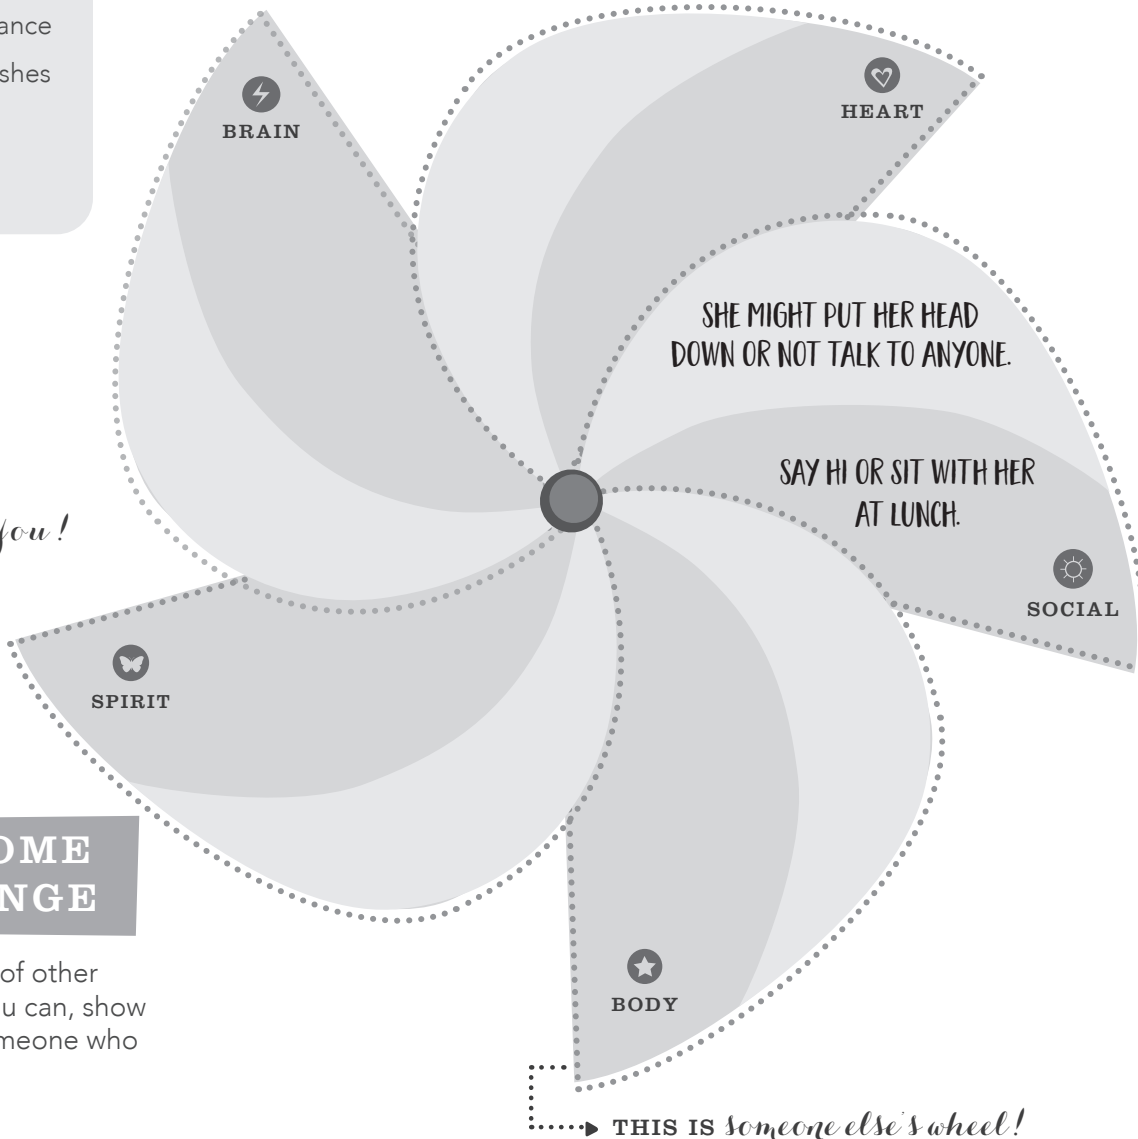 ance
shes
BRAIN
HEART
SHE MIGHT PUT HER HEAD
DOWN OR NOT TALK TO ANYONE.
SAY HI OR SIT WITH HER
AT LUNCH.
you!
SOCIAL
SPIRIT
OME
NGE
of other
u can, show
meone who
BODY
THIS IS someone else's wheel!